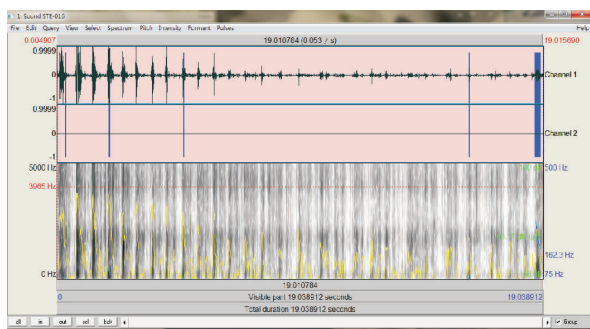 1. Sound STE-015
File Edit Query View Select Spectrum Pitch Intensity Formant Pulses Help
0.004907 19.010784 (0.053 / s) 19.015690
0.9999
0 Channel 1
-1
0.9999
0 Channel 2
-1
5000 Hz 500 Hz
3965 Hz
162.3 Hz
0 Hz 75 Hz
19.010784
0 Visible part 19.038912 seconds 19.038912
Total duration 19.038912 seconds
all in out sel bak Group